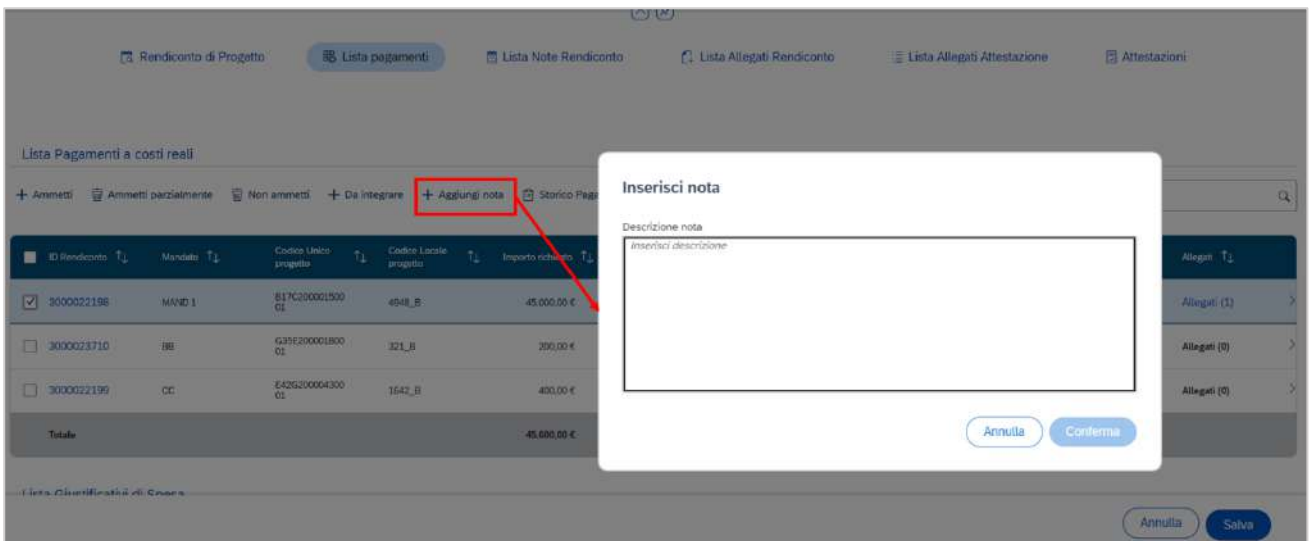 Rendiconto di Progetto Lista pagamenti Lista Note Rendiconto Lista Allegati Rendiconto Lista Allegati Attestazione Attestazioni
Lista Pagamenti a costi reali
Ammetti Ammetti parzialmente Non ammetti Da integrare Aggiungi nota Storico Paga
ID Rendiconto Mandato Codice Unico progetto Codice Locale progetto Importo richiesto Allegati
3000022198 MAND 1 B17C200001500 4948_B 45.000,00 € Allegati (1)
01
3000023710 BB G35E200001800 321_B 200,00 € Allegati (0)
01
3000022199 CC E42G200004300 1642_B 400,00 € Allegati (0)
01
Totale 45.600,00 €
Lista Giustificativi di Spesa
Inserisci nota
Descrizione nota
Inserisci descrizione
Annulla Conferma
Annulla Salva